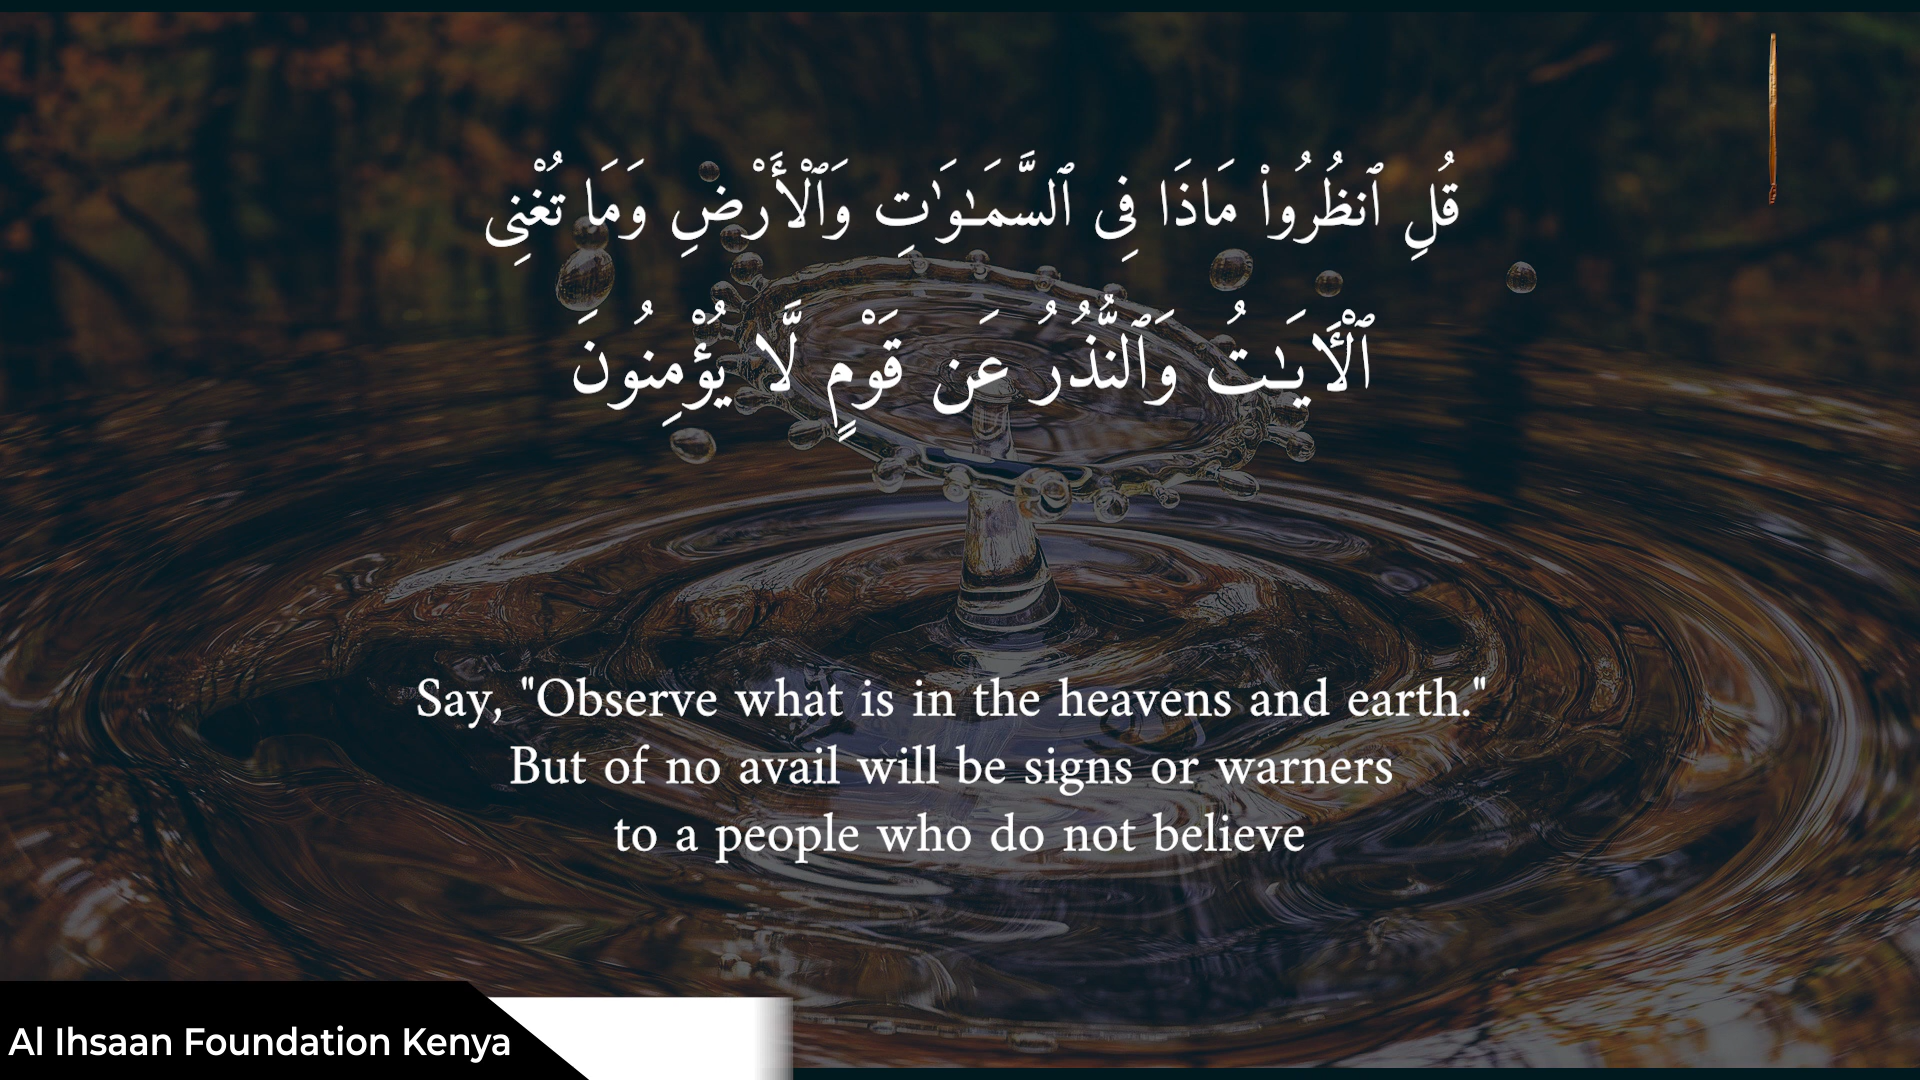 قُلِ ٱنظُرُوا۟ مَاذَا فِى ٱلسَّمَـٰوَٰتِ وَٱلْأَرْضِ وَمَا تُغْنِى
ٱلْـَٔايَـٰتُ وَٱلنُّذُرُ عَن قَوْمٍ لَّا يُؤْمِنُونَ
Say, "Observe what is in the heavens and earth."
But of no avail will be signs or warners
to a people who do not believe
Al Ihsaan Foundation Kenya